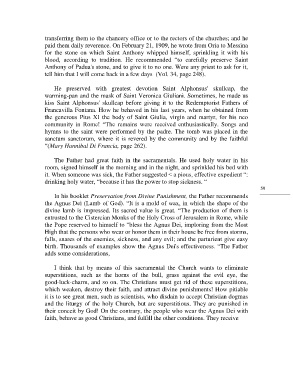 transferring them to the chancery office or to the rectors of the churches; and he
paid them daily reverence. On February 21, 1909, he wrote from Oria to Messina
for the stone on which Saint Anthony whipped himself, sprinkling it with his
blood, according to tradition. He recommended "to carefully preserve Saint
Anthony of Padua's stone, and to give it to no one. Were any priest to ask for it,
tell him that I will come back in a few days (Vol. 34, page 248).
He preserved with greatest devotion Saint Alphonsus' skullcap, the
warming-pan and the mask of Saint Veronica Giuliani. Sometimes, he made us
kiss Saint Alphonsus' skullcap before giving it to the Redemptorist Fathers of
Francavilla Fontana. How he behaved in his last years, when he obtained from
the generous Pius XI the body of Saint Giulia, virgin and martyr, for his new
community in Rome! "The remains were received enthusiastically. Songs and
hymns to the saint were performed by the padre. The tomb was placed in the
sanctum sanctorum, where it is revered by the community and by the faithful
"(Mary Hannibal Di Francia, page 262).
The Father had great faith in the sacramentals. He used holy water in his
room, signed himself in the morning and in the night, and sprinkled his bed with
it. When someone was sick, the Father suggested < a pious, effective expedient ":
drinking holy water, "because it has the power to stop sickness. "
58
In his booklet Preservation from Divine Punishment, the Father recommends
the Agnus Dei (Lamb of God). "It is a mold of wax, in which the shape of the
divine lamb is impressed. Its sacred value is great. "The production of them is
entrusted to the Cistercian Monks of the Holy Cross of Jerusalem in Rome, while
the Pope reserved to himself to "bless the Agnus Dei, imploring from the Most
High that the persons who wear or honor them in their house be free from storms,
falls, snares of the enemies, sickness, and any evil; and the parturient give easy
birth. Thousands of examples show the Agnus Dei's effectiveness. "The Father
adds some considerations,
I think that by means of this sacramental the Church wants to eliminate
superstitions, such as the horns of the bull, grass against the evil eye, the
good-luck-charm, and so on. The Christians must get rid of these superstitions,
which weaken, destroy their faith, and attract divine punishments! How pitiable
it is to see great men, such as scientists, who disdain to accept Christian dogmas
and the liturgy of the holy Church, but are superstitious. They are punished in
their conceit by God! On the contrary, the people who wear the Agnus Dei with
faith, behave as good Christians, and fulfill the other conditions. They receive